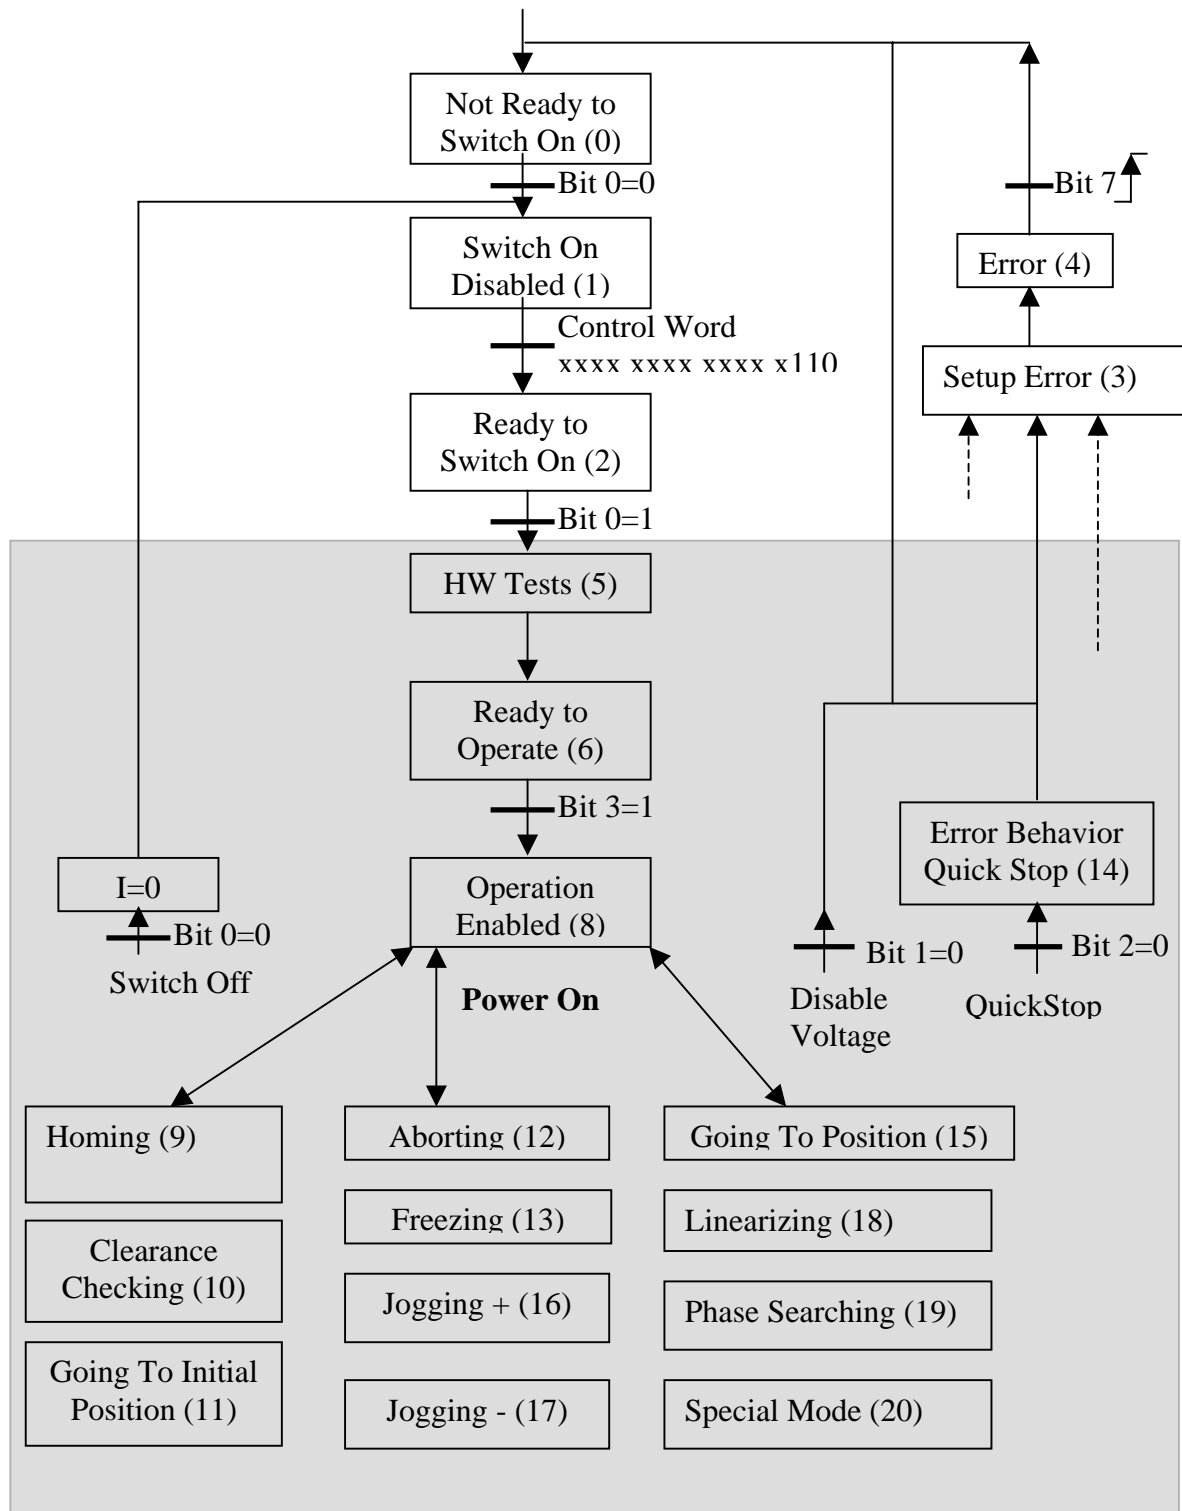 Not Ready to
Switch On (0)
Bit 0=0
Bit 7
Switch On
Disabled (1)
Error (4)
Control Word
xxxx xxxx xxxx x110
Setup Error (3)
Ready to
Switch On (2)
Bit 0=1
HW Tests (5)
Ready to
Operate (6)
Bit 3=1
Error Behavior
Quick Stop (14)
I=0
Operation
Enabled (8)
Bit 0=0
Switch Off
Bit 1=0
Bit 2=0
Disable
Voltage
QuickStop
Power On
Homing (9)
Aborting (12)
Going To Position (15)
Freezing (13)
Linearizing (18)
Clearance
Checking (10)
Jogging + (16)
Phase Searching (19)
Going To Initial
Position (11)
Jogging - (17)
Special Mode (20)